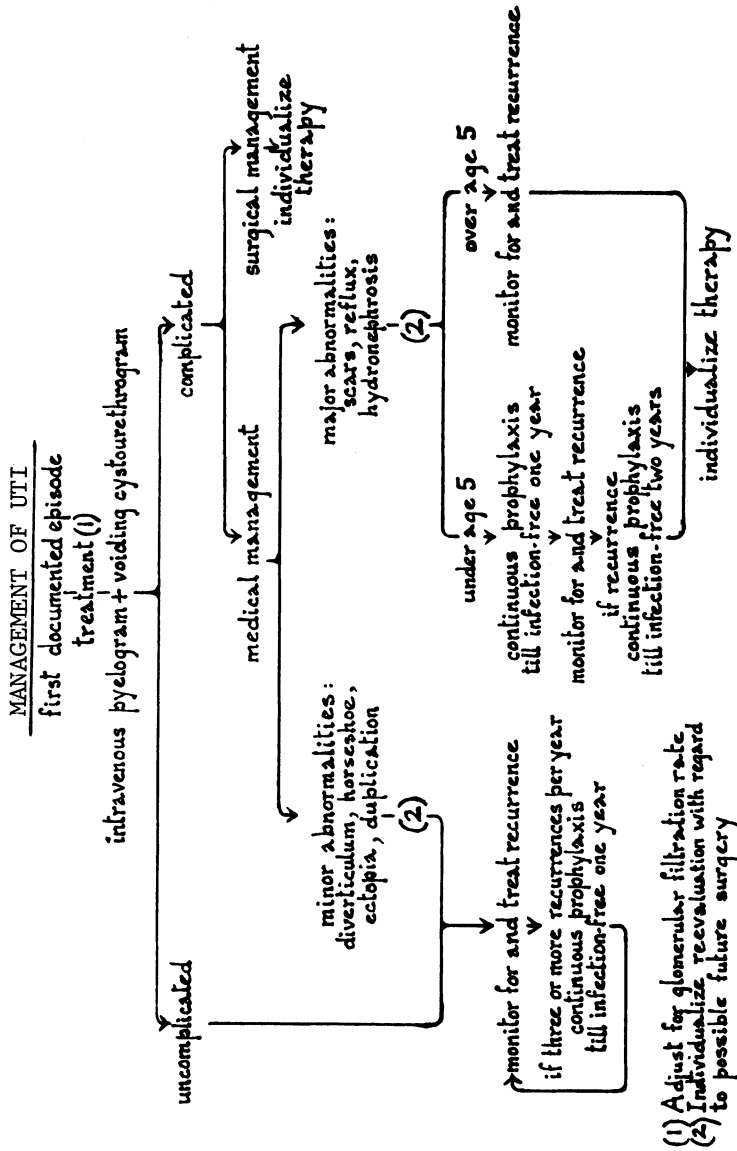 MANAGEMENT OF UTI
first documented episode
treatment (1)
intravenous pyelogram + voiding cystourethrogram
uncomplicated
complicated
medical management
surgical management
individualize
therapy
minor abnormalities:
diverticulum, horseshoe,
ectopia, duplication
(2)
major abnormalities:
scars, reflux,
hydronephrosis
(2)
monitor for and treat recurrence
if three or more recurrences per year
continuous prophylaxis
till infection-free one year
under age 5
continuous prophylaxis
till infection-free one year
monitor for and treat recurrence
if recurrence
continuous prophylaxis
till infection-free two years
over age 5
monitor for and treat recurrence
individualize therapy
(1) Adjust for glomerular filtration rate
(2) Individualize reevaluation with regard
to possible future surgery